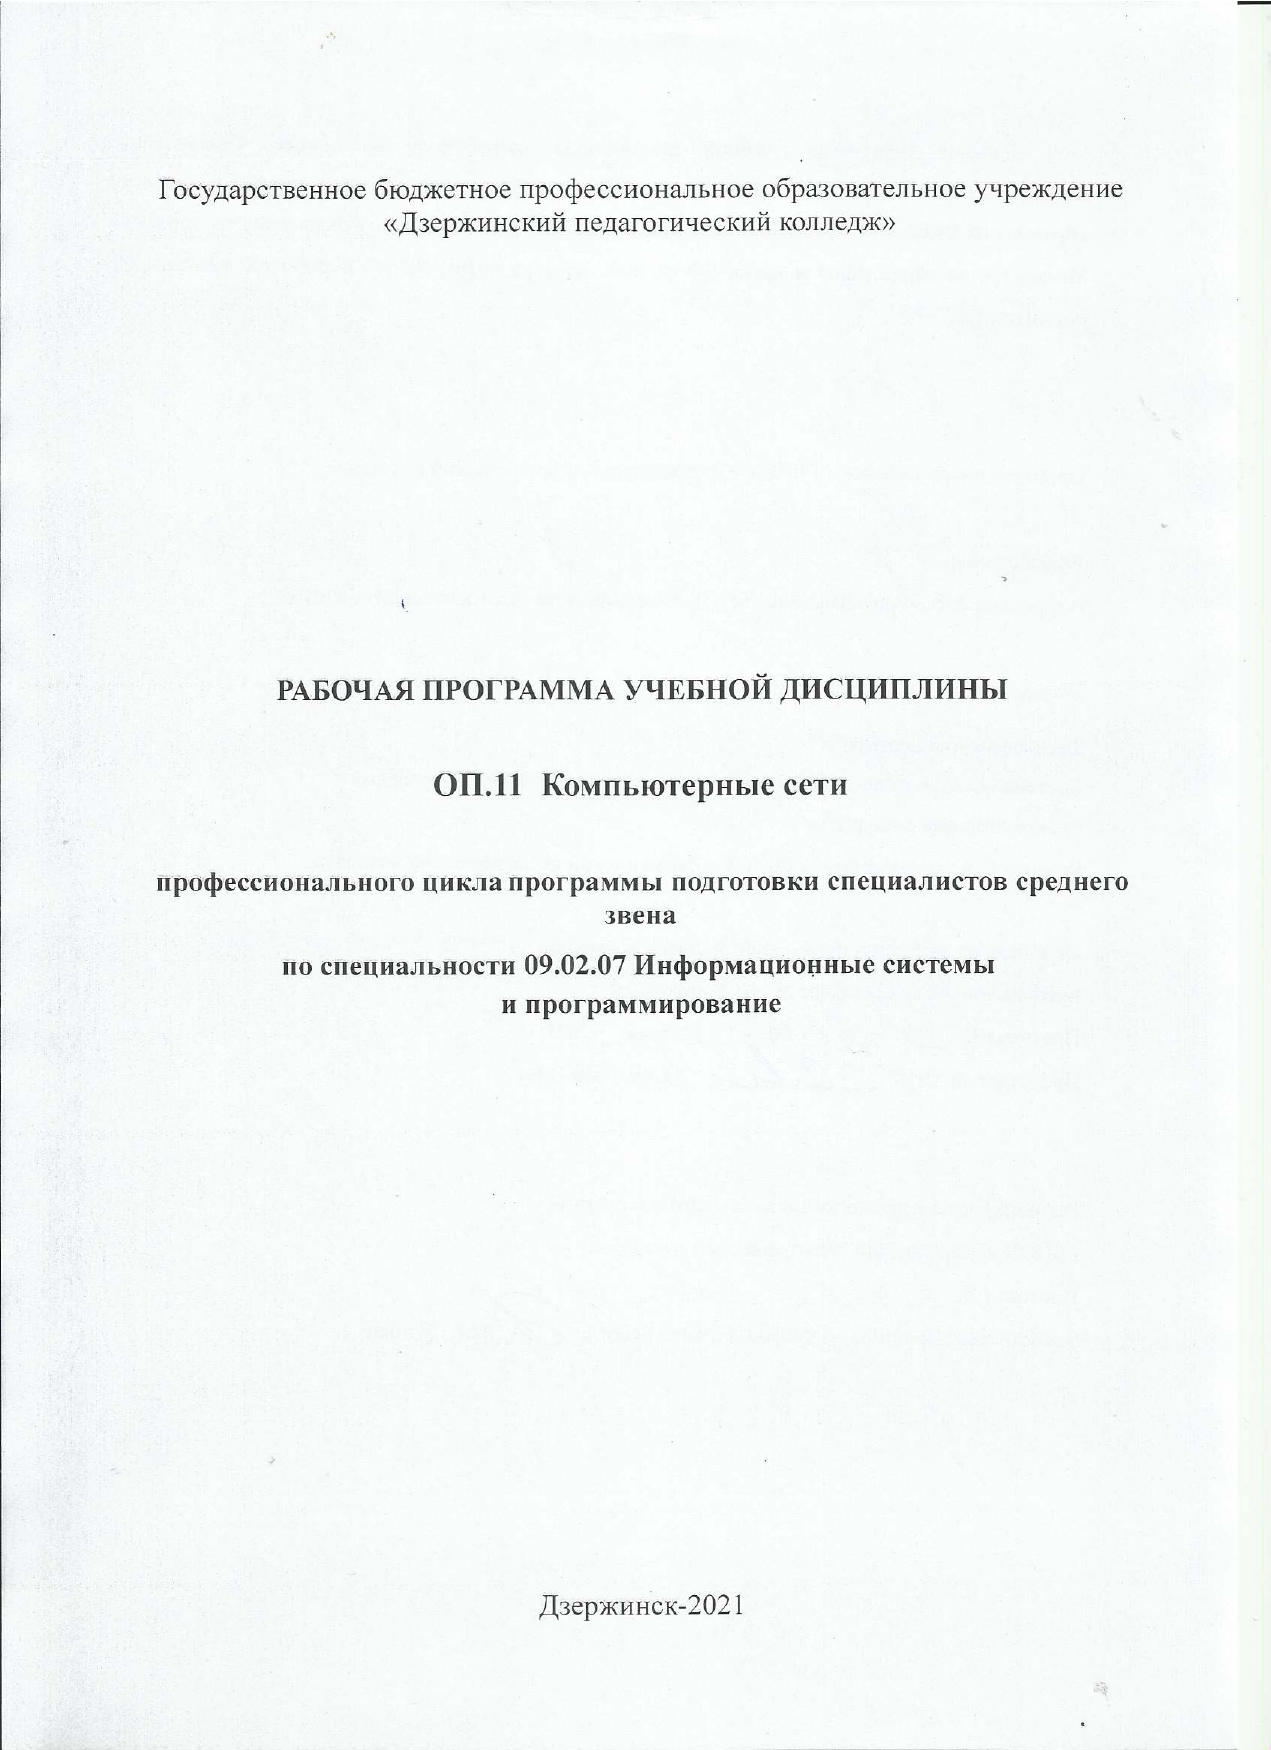 Государственное бюджетное профессиональное образовательное учреждение
«Дзержинский педагогический колледж»
РАБОЧАЯ ПРОГРАММА УЧЕБНОЙ ДИСЦИПЛИНЫ
ОП.11 Компьютерные сети
профессионального цикла программы подготовки специалистов среднего
звена
по специальности 09.02.07 Информационные системы
и программирование
Дзержинск-2021